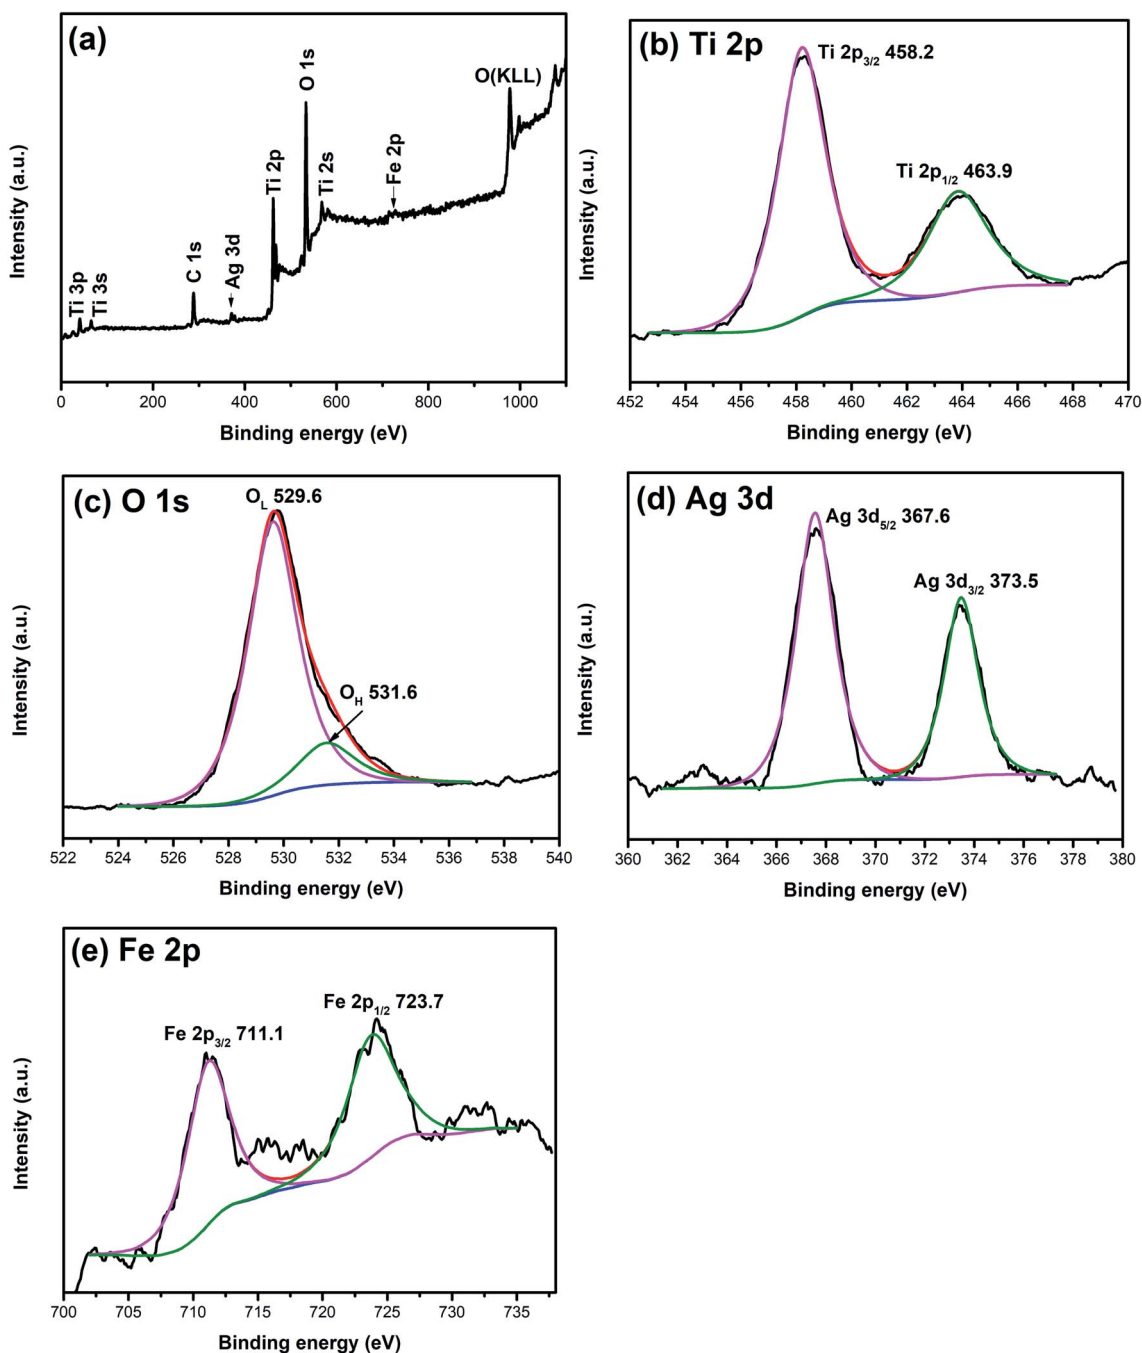 (a)
O 1s
O(KLL)
Ti 2p
Ti 2s
Fe 2p
C 1s
Ag 3d
Ti 3p
Ti 3s
Intensity (a.u.)
0 200 400 600 800 1000
Binding energy (eV)
(b) Ti 2p
Ti 2p3/2 458.2
Ti 2p1/2 463.9
Intensity (a.u.)
452 454 456 458 460 462 464 466 468 470
Binding energy (eV)
(c) O 1s
OL 529.6
OH 531.6
Intensity (a.u.)
522 524 526 528 530 532 534 536 538 540
Binding energy (eV)
(d) Ag 3d
Ag 3d5/2 367.6
Ag 3d3/2 373.5
Intensity (a.u.)
360 362 364 366 368 370 372 374 376 378 380
Binding energy (eV)
(e) Fe 2p
Fe 2p1/2 723.7
Fe 2p3/2 711.1
Intensity (a.u.)
700 705 710 715 720 725 730 735
Binding energy (eV)